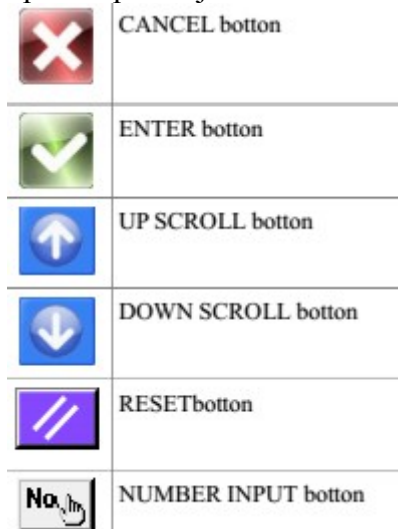 CANCEL botton
ENTER botton
UP SCROLL botton
DOWN SCROLL botton
RESETbotton
No.
NUMBER INPUT botton